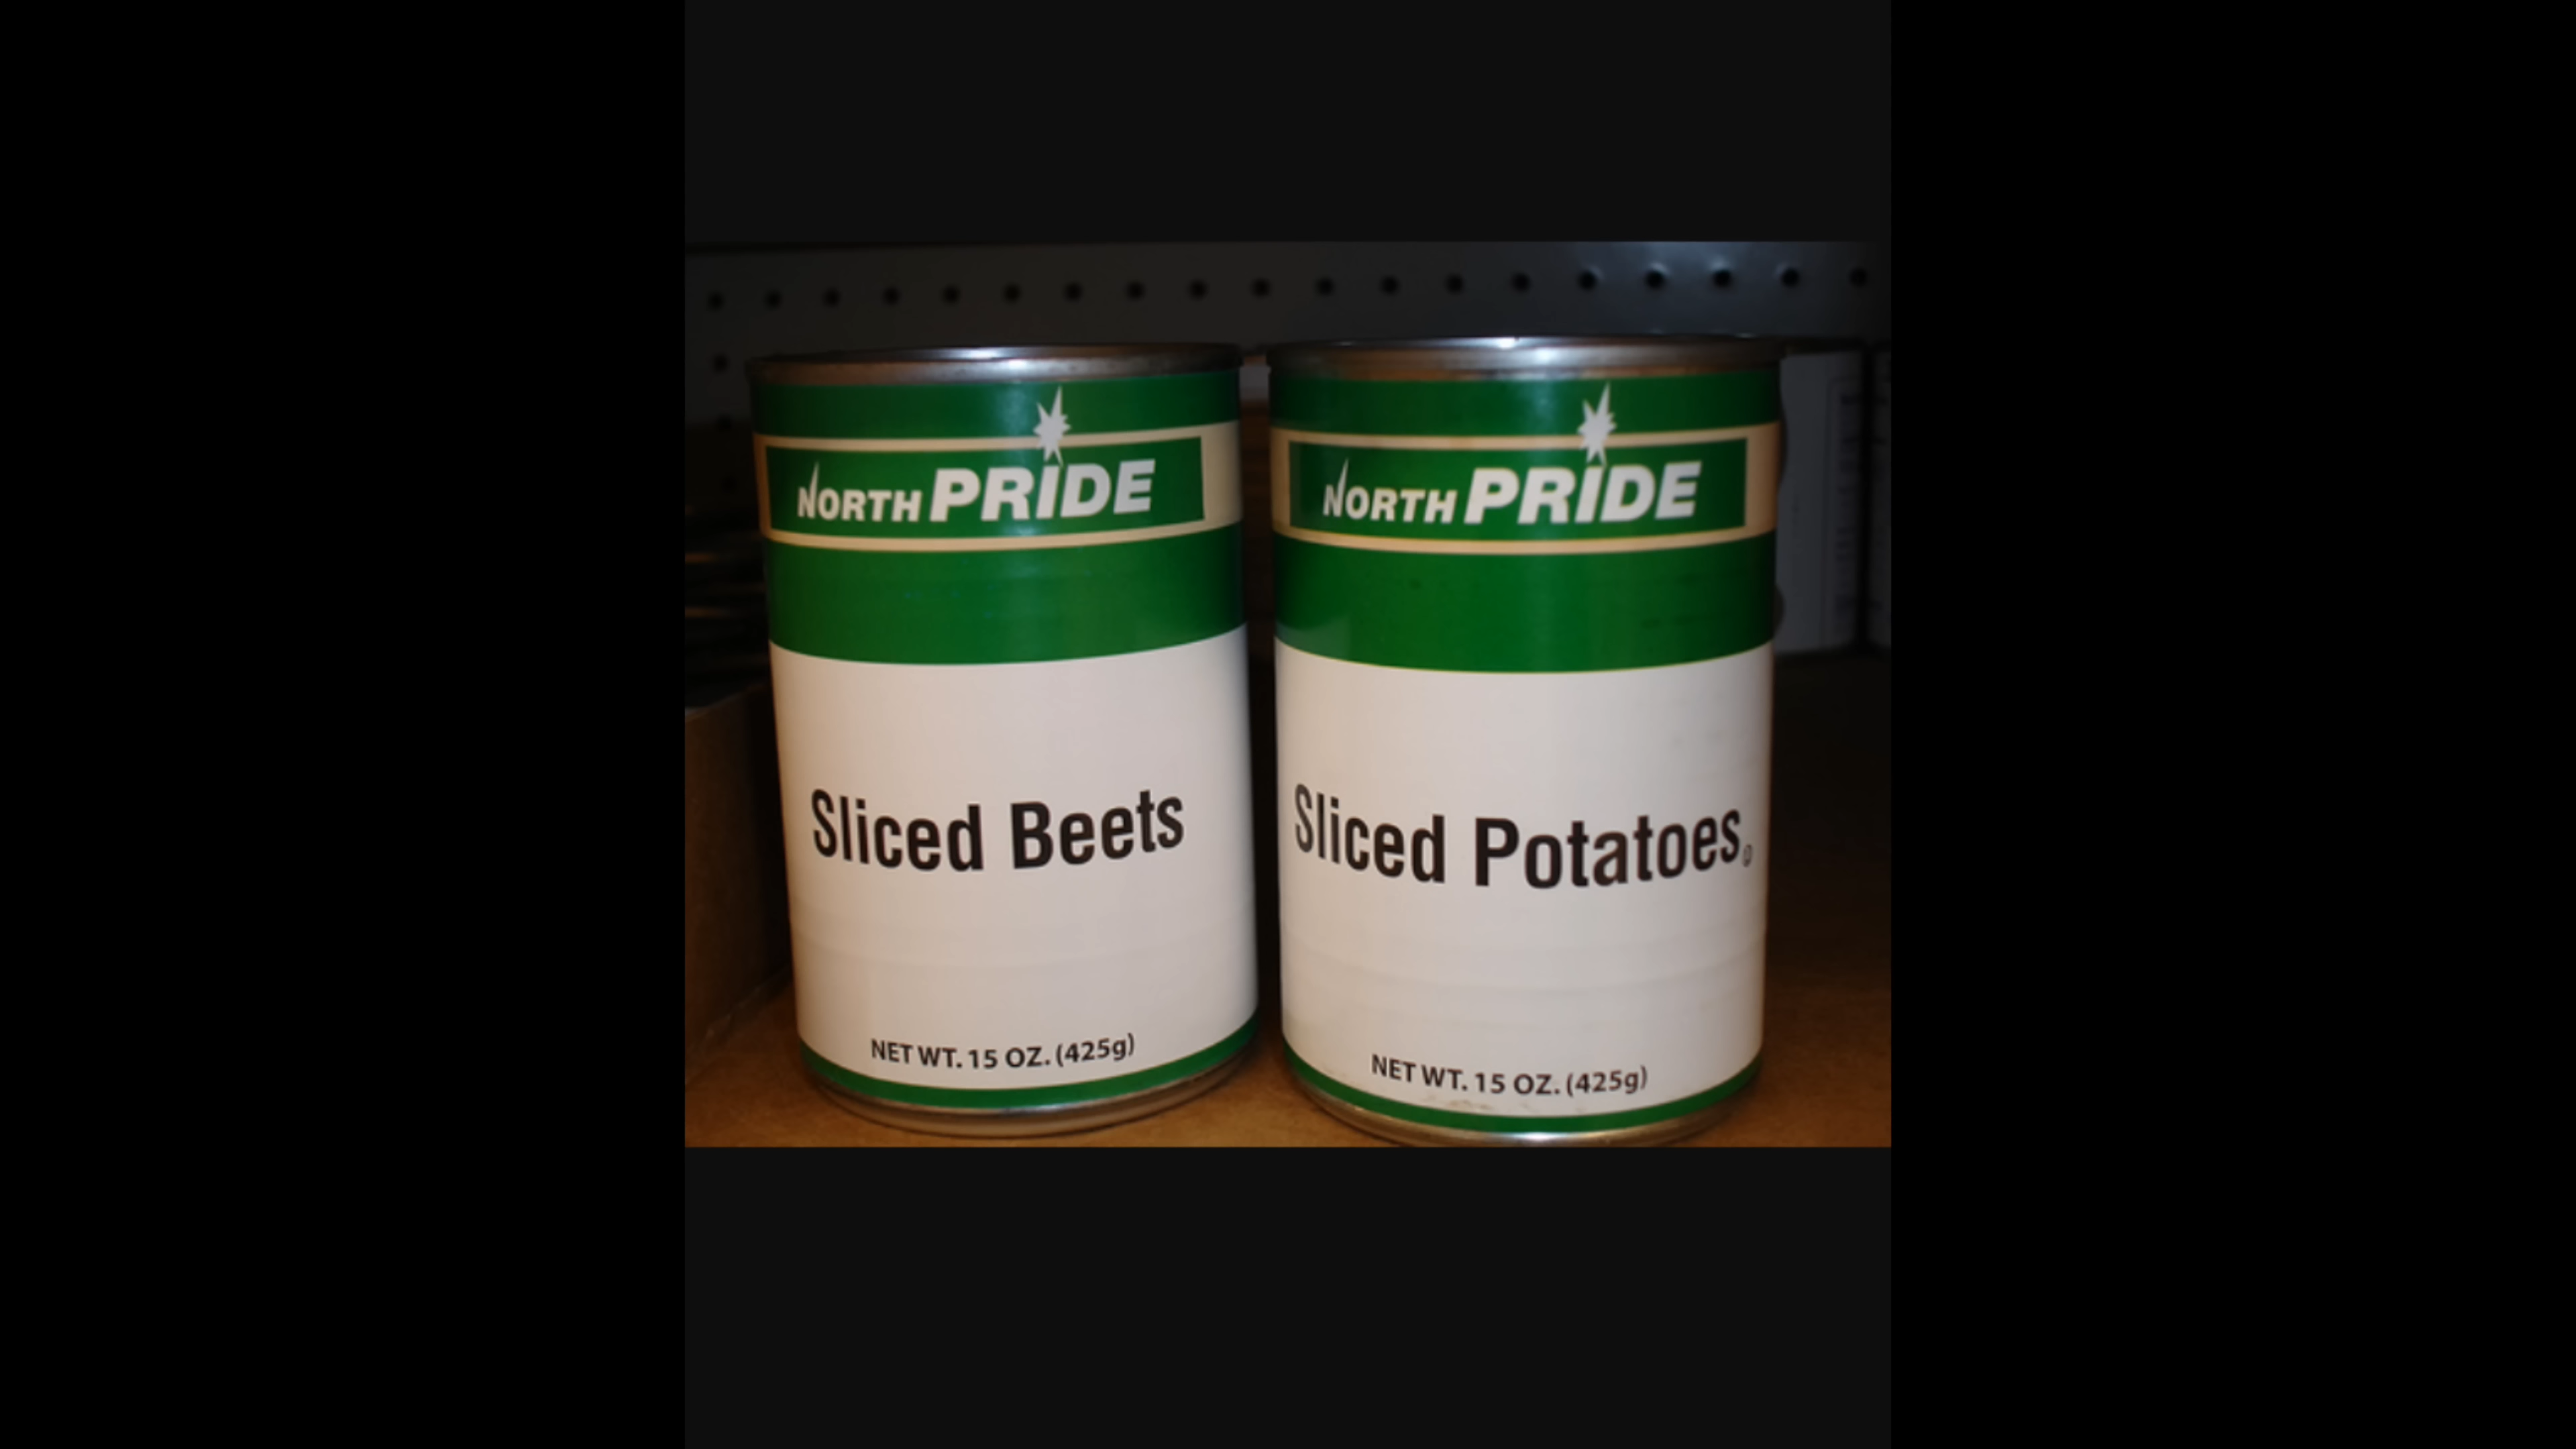 NORTH PRIDE
Sliced Beets
NET WT. 15 OZ. (425g)
NORTH PRIDE
Sliced Potatoes
NET WT. 15 OZ. (425g)